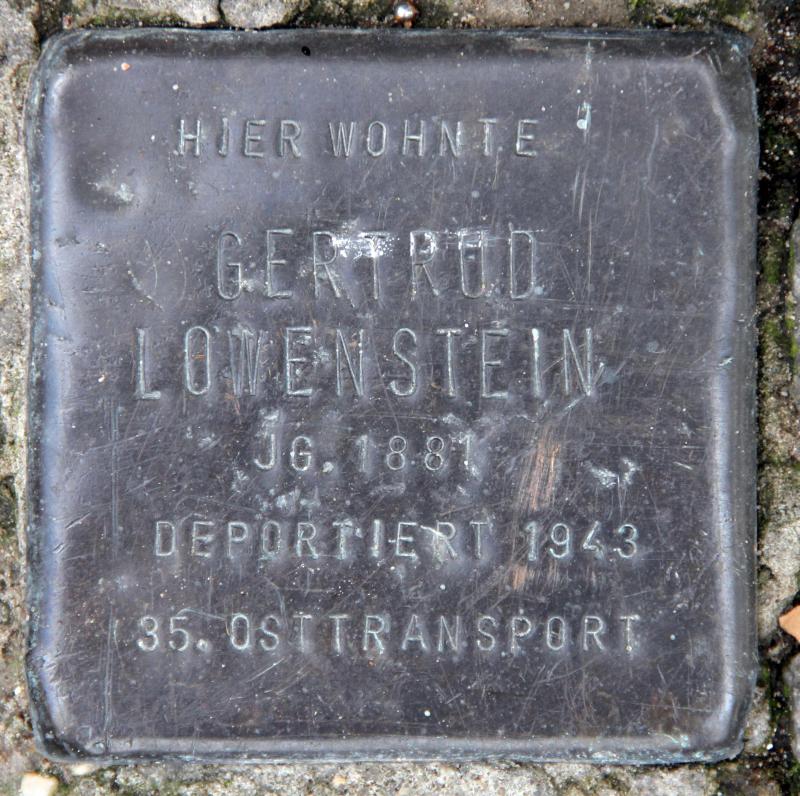 HIER WOHNTE
GERTRUD
LOWENSTEIN
JG. 1881
DEPORTIERT 1943
35. OSTTRANSPORT